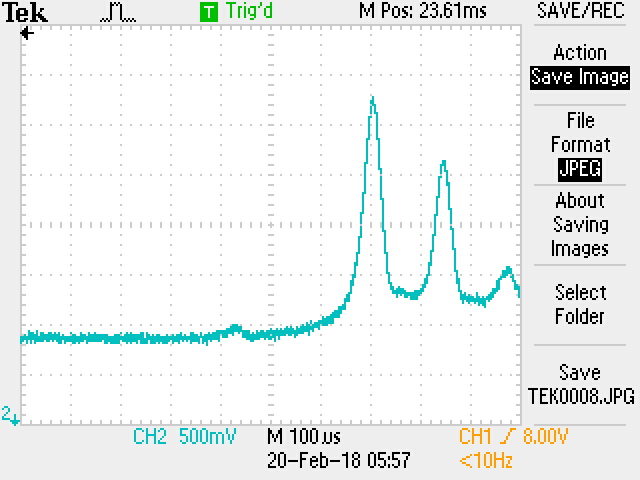 Tek T Trig'd M Pos: 23.61ms SAVE/REC
Action
Save Image
File
Format
JPEG
About
Saving
Images
Select
Folder
Save
TEK0008.JPG
2
CH2 500mV M 100µs CH1 8.00V
20-Feb-18 05:57 <10Hz